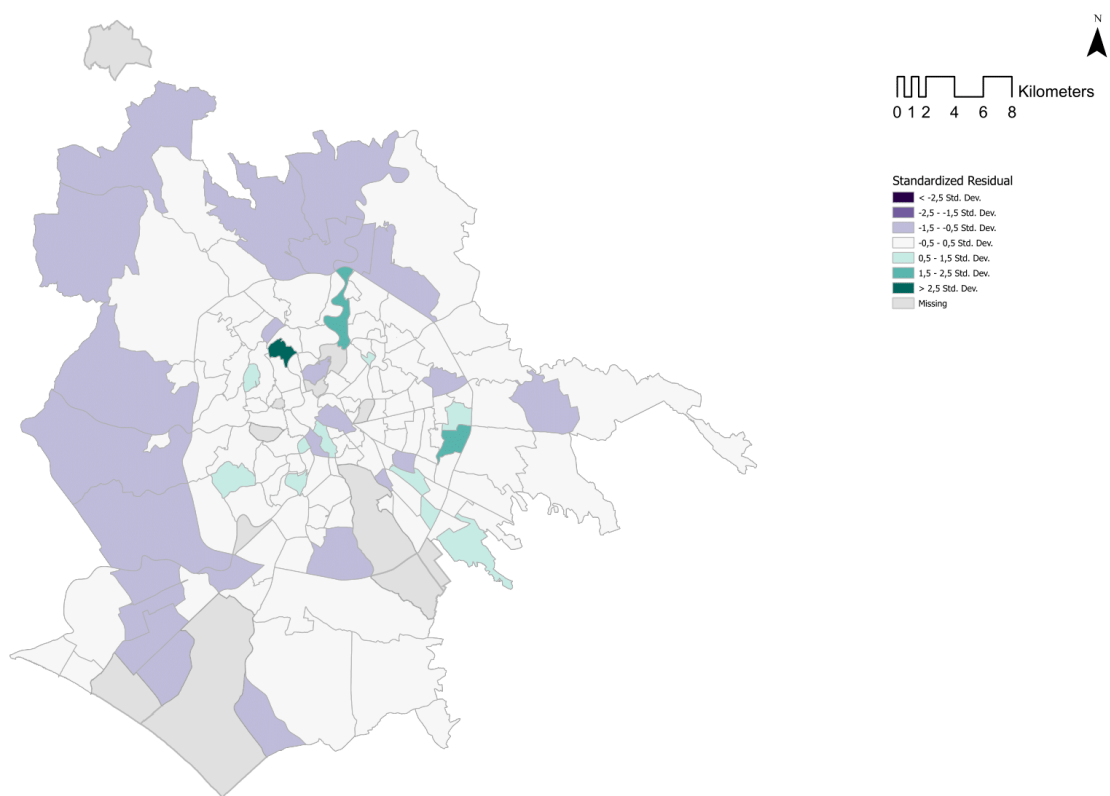 N
Kilometers
0 1 2 4 6 8
Standardized Residual
< -2,5 Std. Dev.
-2,5 - -1,5 Std. Dev.
-1,5 - -0,5 Std. Dev.
-0,5 - 0,5 Std. Dev.
0,5 - 1,5 Std. Dev.
1,5 - 2,5 Std. Dev.
> 2,5 Std. Dev.
Missing